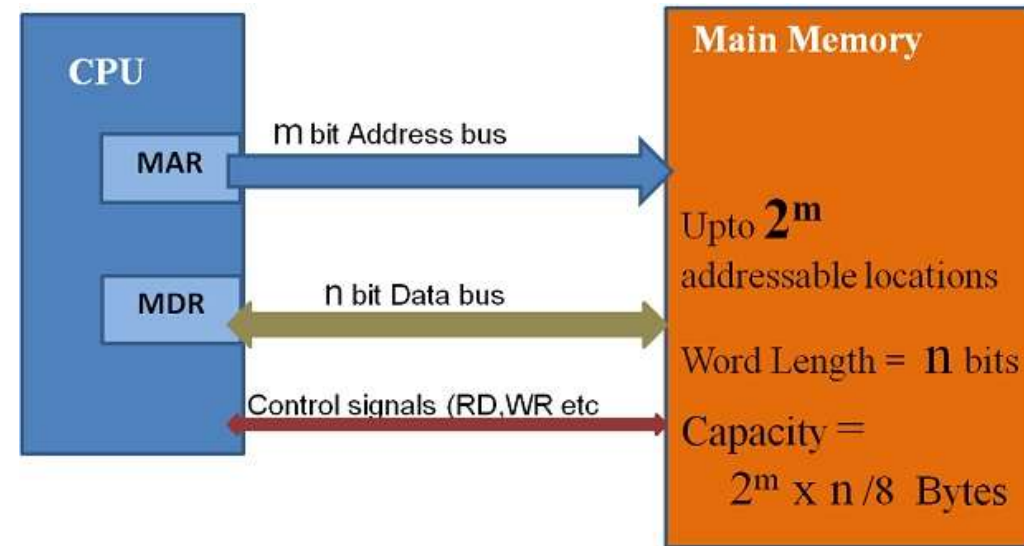 CPU
MAR
MDR
m bit Address bus
n bit Data bus
Control signals (RD,WR etc
Main Memory
Upto 2ᵐ
addressable locations
Word Length = n bits
Capacity =
2ᵐ x n /8 Bytes